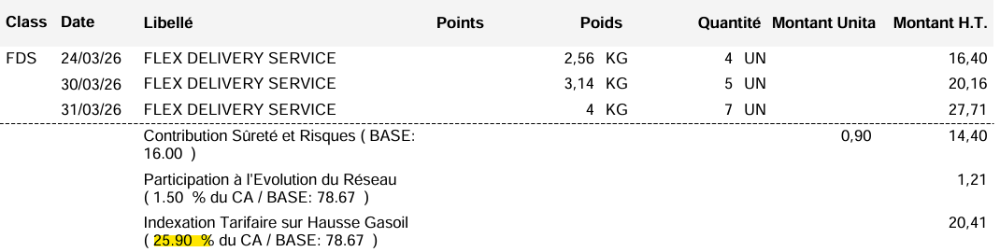 Class Date Libellé Points Poids Quantité Montant Unita Montant H.T.
FDS 24/03/26 FLEX DELIVERY SERVICE 2,56 KG 4 UN 16,40
30/03/26 FLEX DELIVERY SERVICE 3,14 KG 5 UN 20,16
31/03/26 FLEX DELIVERY SERVICE 4 KG 7 UN 27,71
Contribution Sûreté et Risques ( BASE: 0,90 14,40
16.00 )
Participation à l'Evolution du Réseau 1,21
( 1.50 % du CA / BASE: 78.67 )
Indexation Tarifaire sur Hausse Gasoil 20,41
( 25.90 % du CA / BASE: 78.67 )